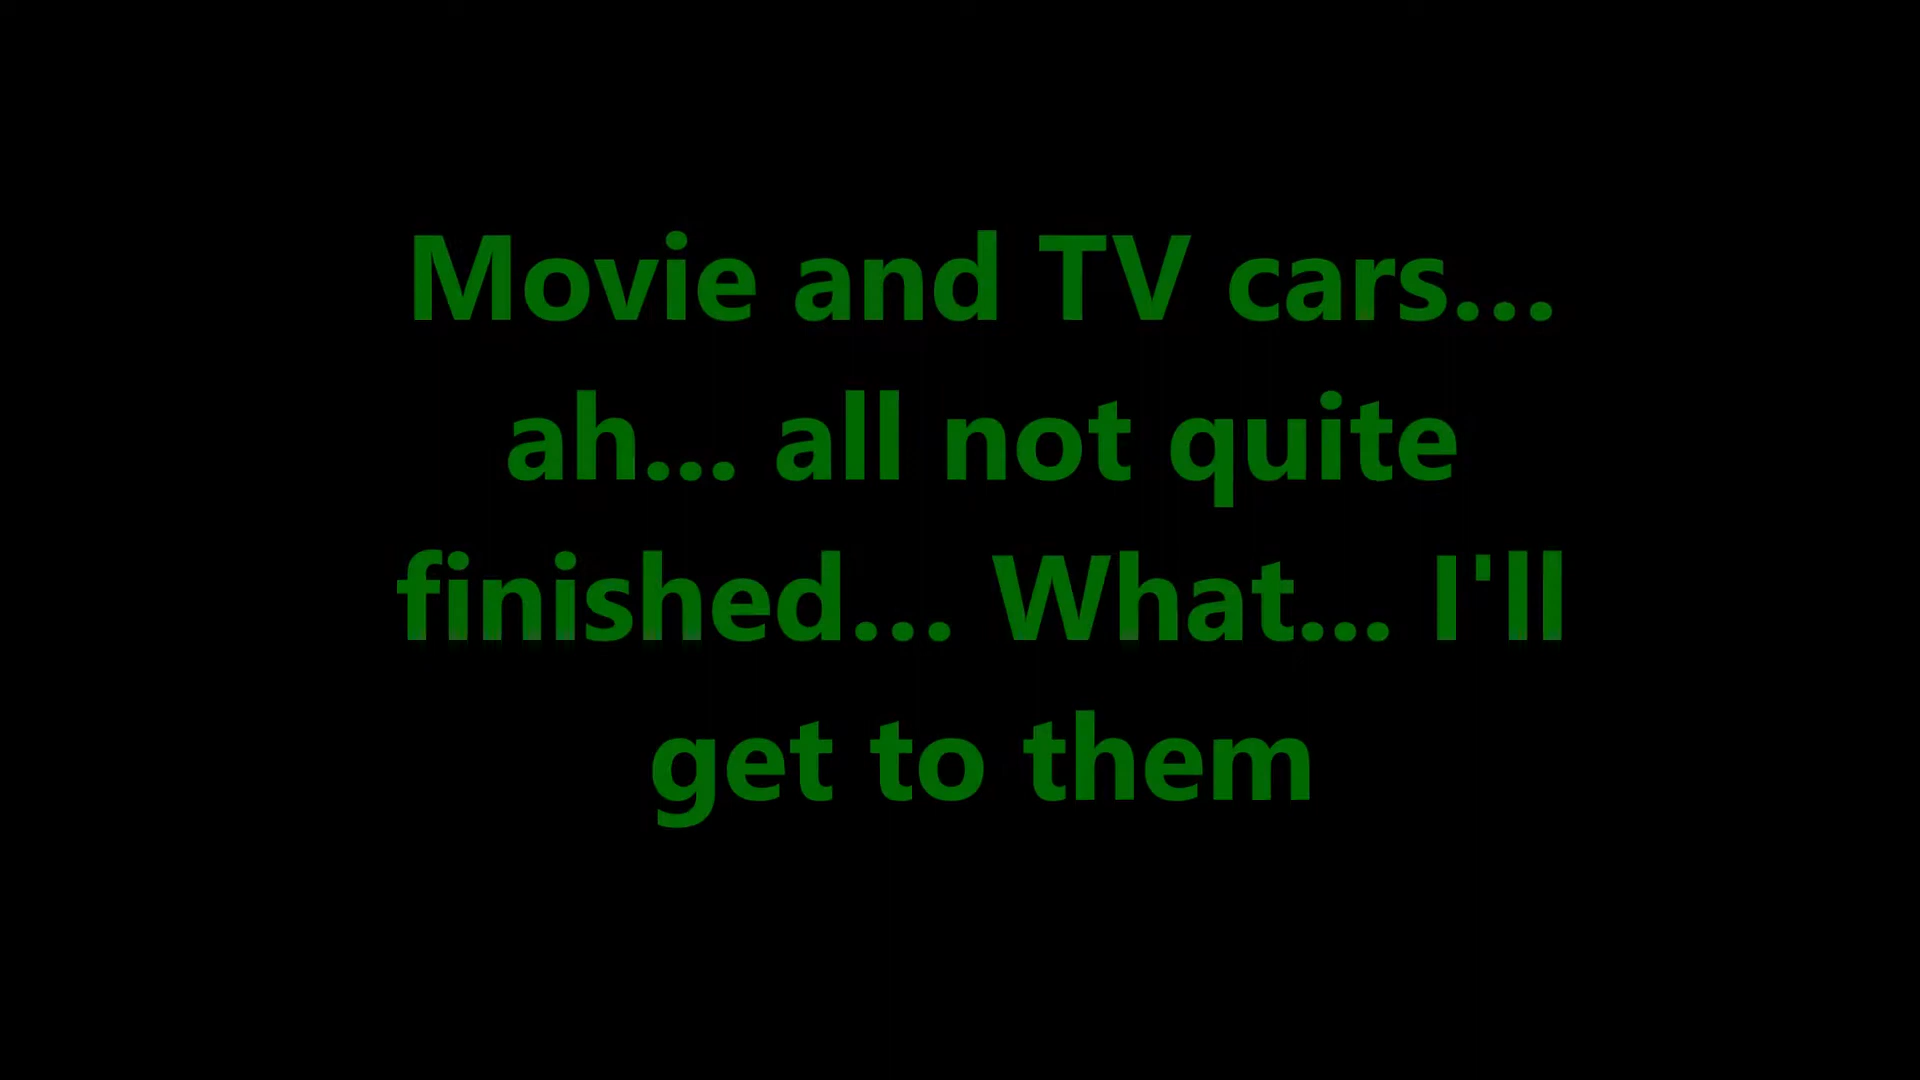 Movie and TV cars...
ah... all not quite
finished... What... I'll
get to them